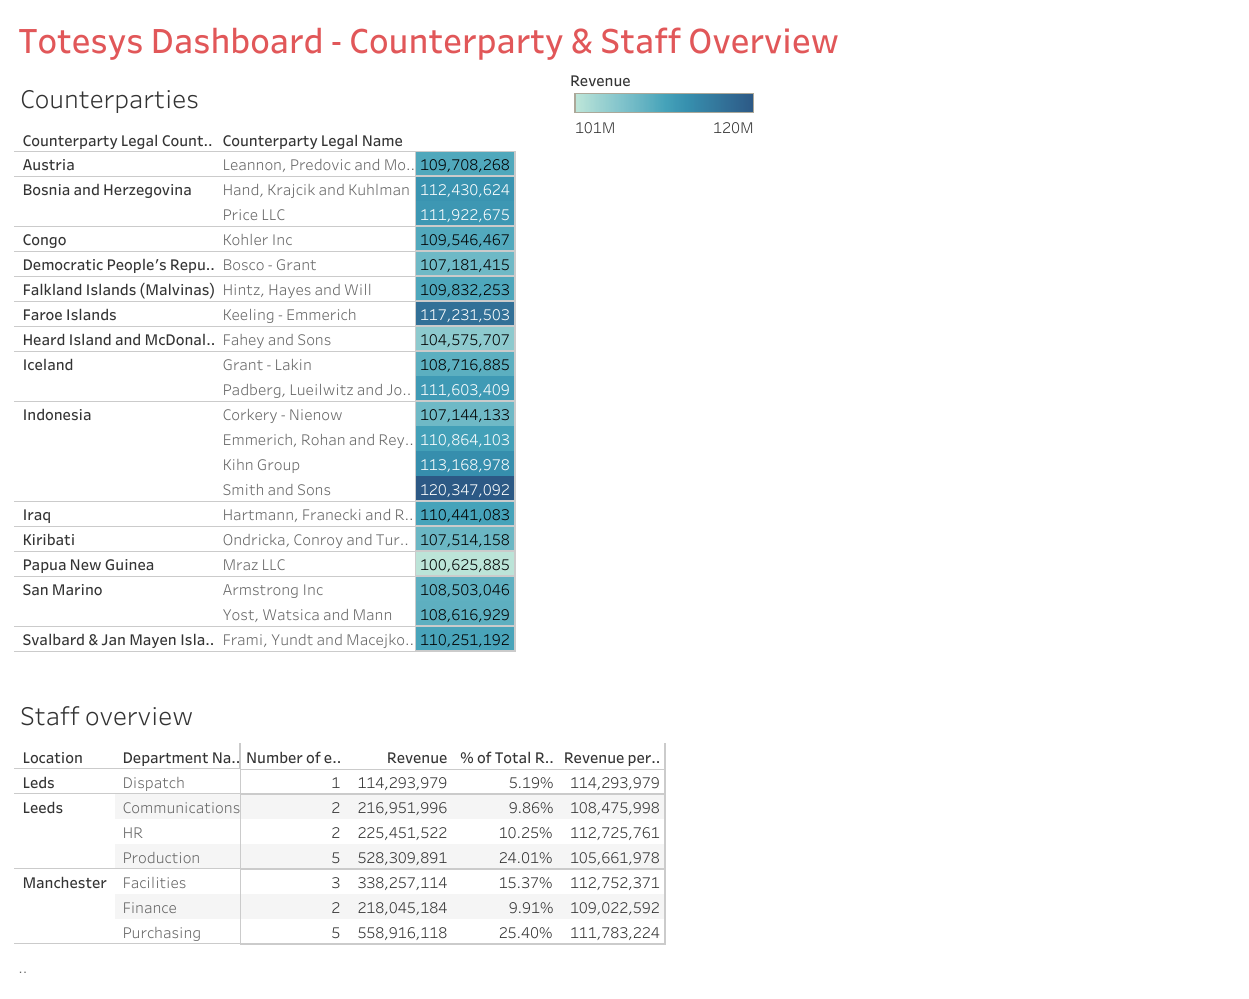 Totesys Dashboard - Counterparty & Staff Overview
Revenue
101M 120M
Counterparties
Counterparty Legal Count.. Counterparty Legal Name
Austria Leannon, Predovic and Mo.. 109,708,268
Bosnia and Herzegovina Hand, Krajcik and Kuhlman 112,430,624
Price LLC 111,922,675
Congo Kohler Inc 109,546,467
Democratic People's Repu.. Bosco - Grant 107,181,415
Falkland Islands (Malvinas) Hintz, Hayes and Will 109,832,253
Faroe Islands Keeling - Emmerich 117,231,503
Heard Island and McDonal.. Fahey and Sons 104,575,707
Iceland Grant - Lakin 108,716,885
Padberg, Lueilwitz and Jo.. 111,603,409
Indonesia Corkery - Nienow 107,144,133
Emmerich, Rohan and Rey.. 110,864,103
Kihn Group 113,168,978
Smith and Sons 120,347,092
Iraq Hartmann, Franecki and R.. 110,441,083
Kiribati Ondricka, Conroy and Tur.. 107,514,158
Papua New Guinea Mraz LLC 100,625,885
San Marino Armstrong Inc 108,503,046
Yost, Watsica and Mann 108,616,929
Svalbard & Jan Mayen Isla.. Frami, Yundt and Macejko.. 110,251,192
Staff overview
Location Department Na.. Number of e.. Revenue % of Total R.. Revenue per..
Leds Dispatch 1 114,293,979 5.19% 114,293,979
Leeds Communications 2 216,951,996 9.86% 108,475,998
HR 2 225,451,522 10.25% 112,725,761
Production 5 528,309,891 24.01% 105,661,978
Manchester Facilities 3 338,257,114 15.37% 112,752,371
Finance 2 218,045,184 9.91% 109,022,592
Purchasing 5 558,916,118 25.40% 111,783,224
..